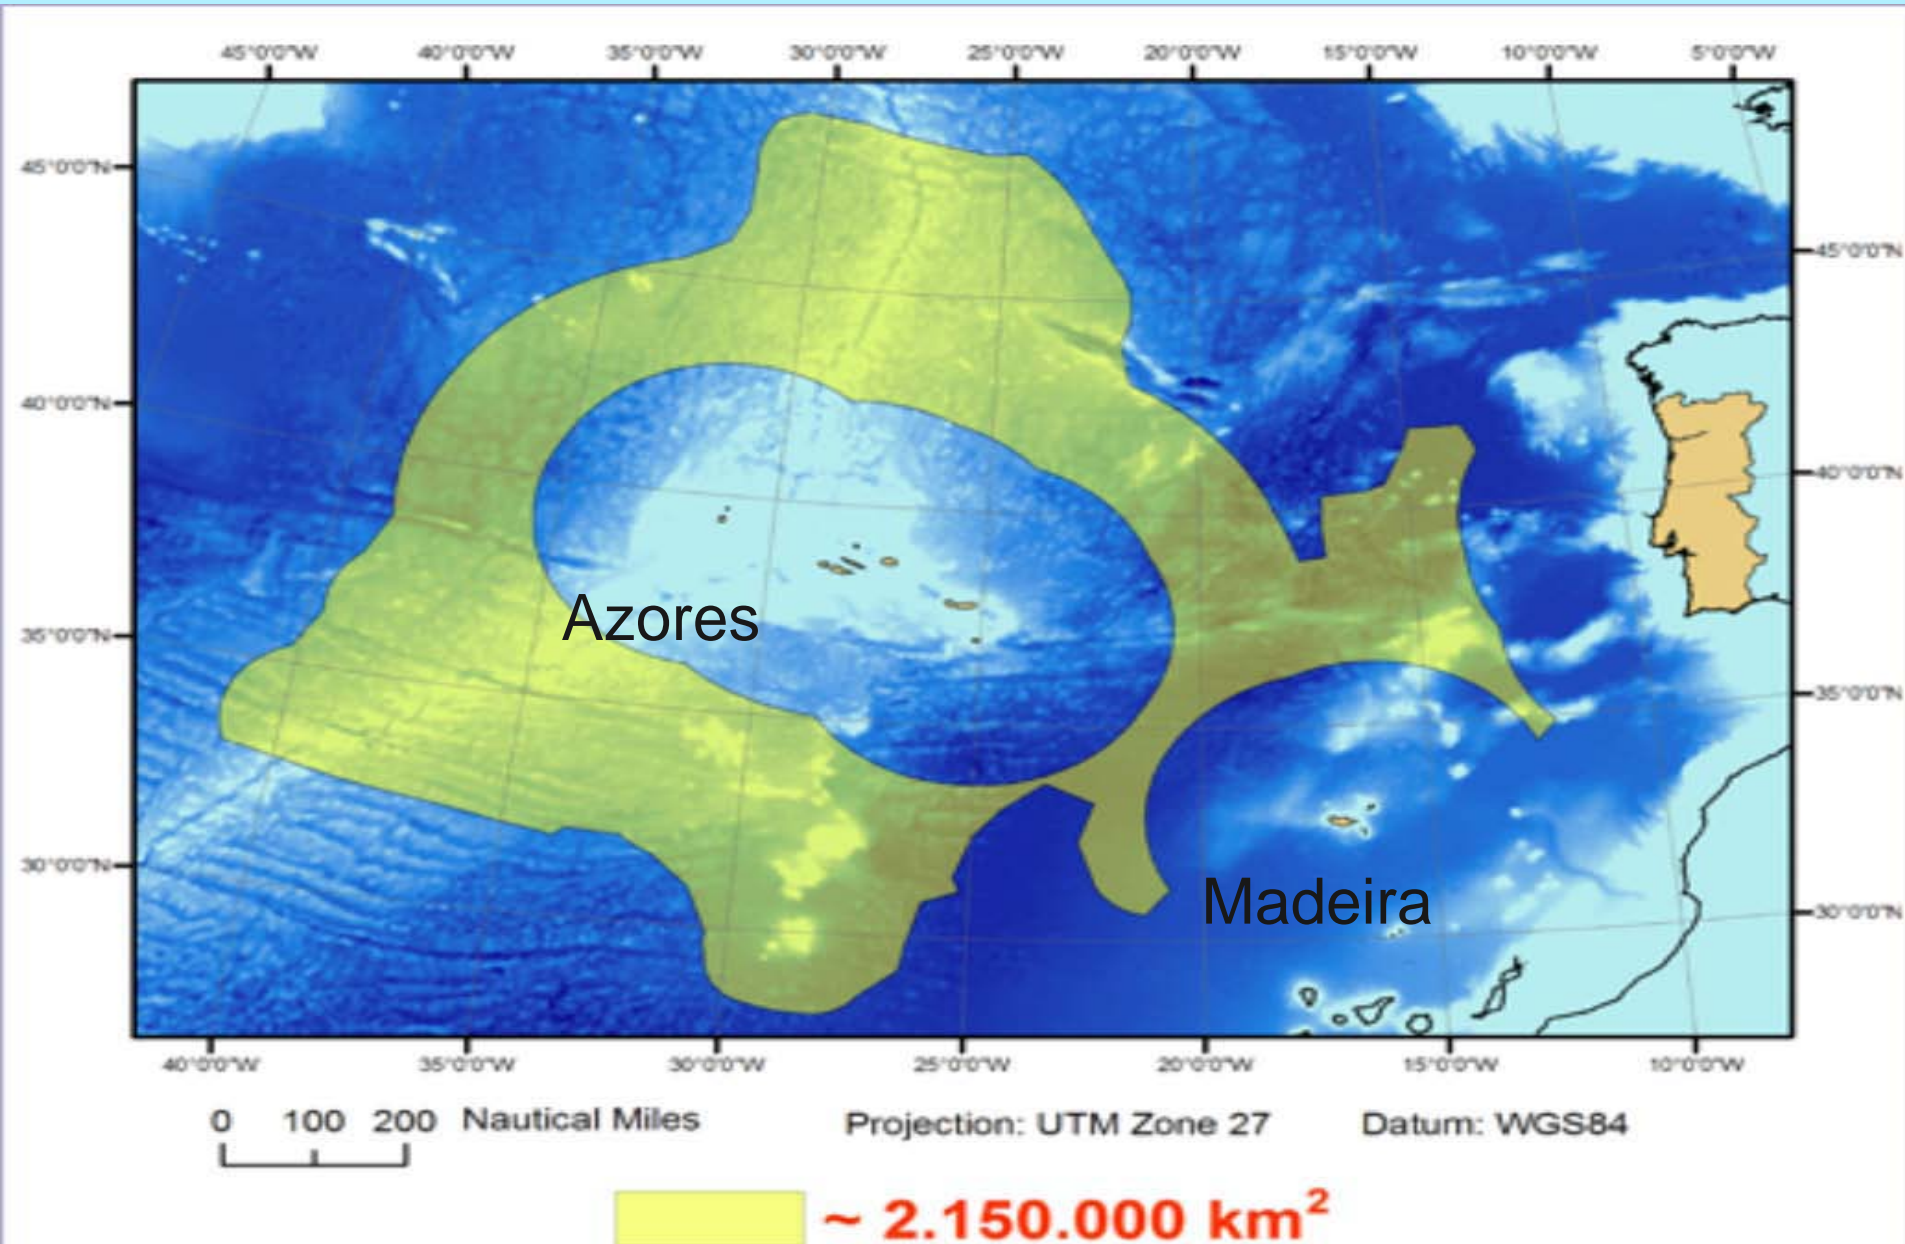 45°0'0"W 40°0'0"W 35°0'0"W 30°0'0"W 25°0'0"W 20°0'0"W 15°0'0"W 10°0'0"W 5°0'0"W
45°0'0"N
45°0'0"N
40°0'0"N
40°0'0"N
Azores
35°0'0"N
35°0'0"N
30°0'0"N
Madeira
30°0'0"N
40°0'0"W 35°0'0"W 30°0'0"W 25°0'0"W 20°0'0"W 15°0'0"W 10°0'0"W
0 100 200 Nautical Miles Projection: UTM Zone 27 Datum: WGS84
~ 2.150.000 km²